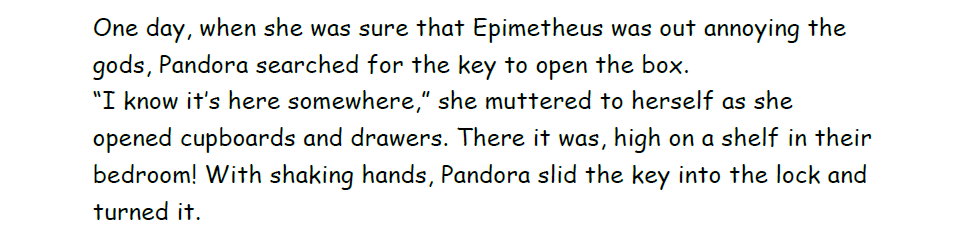 One day, when she was sure that Epimetheus was out annoying the
gods, Pandora searched for the key to open the box.
“I know it’s here somewhere,” she muttered to herself as she
opened cupboards and drawers. There it was, high on a shelf in their
bedroom! With shaking hands, Pandora slid the key into the lock and
turned it.